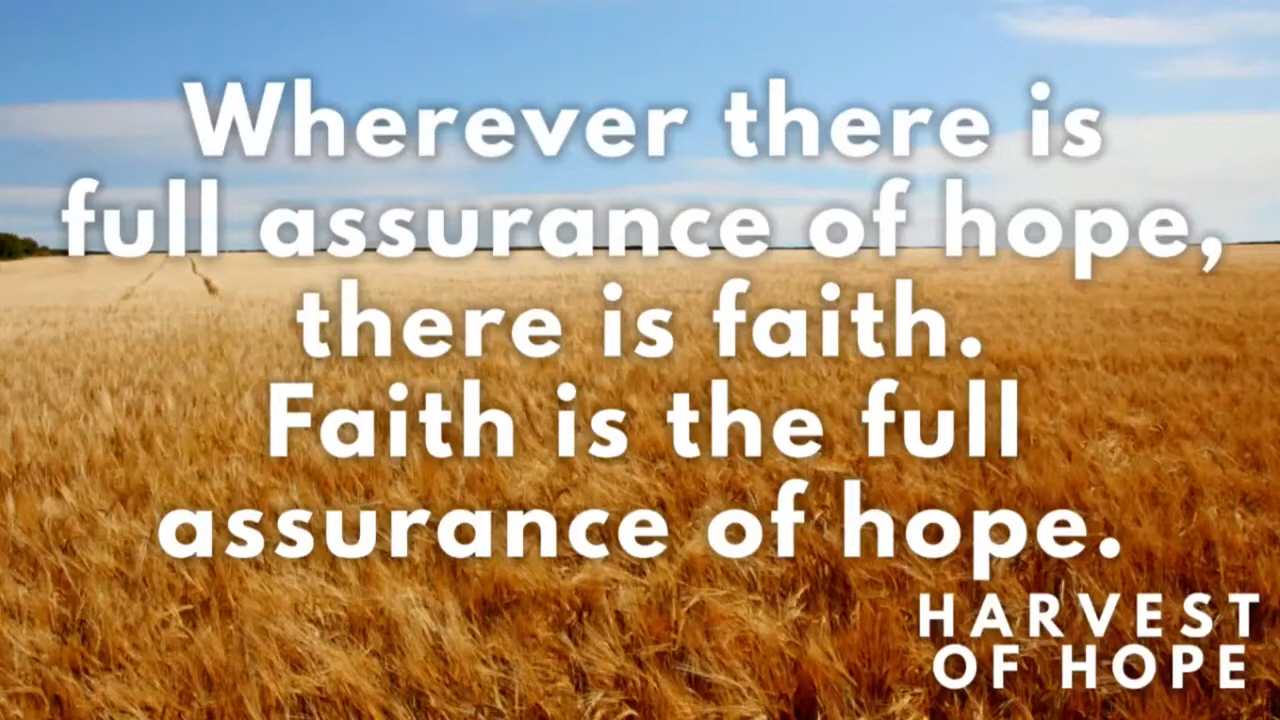 Wherever there is
full assurance of hope,
there is faith.
Faith is the full
assurance of hope.
HARVEST
OF HOPE